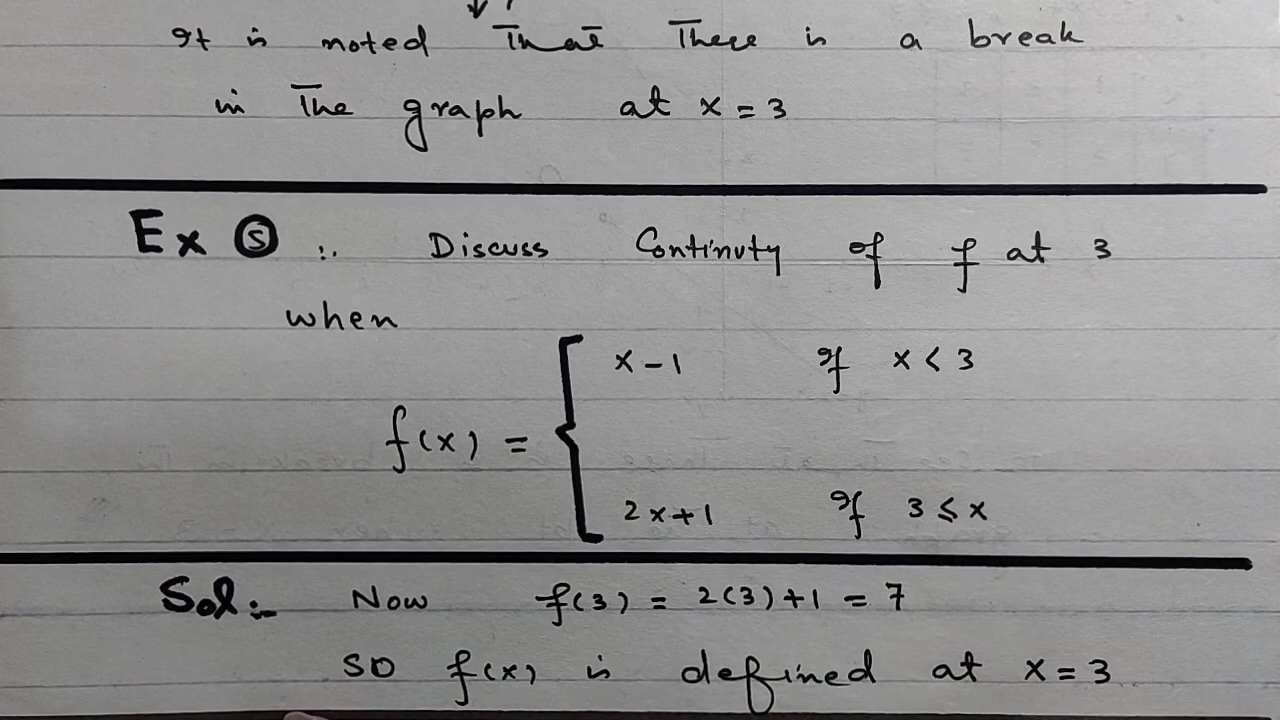 It is noted that there is a break
in the graph at x = 3
Ex ⑤ :. Discuss Continuty of f at 3
when
x - 1 if x < 3
f(x) =
2x+1 if 3 ≤ x
Sol:- Now f(3) = 2(3)+1 = 7
so f(x) is defined at x = 3